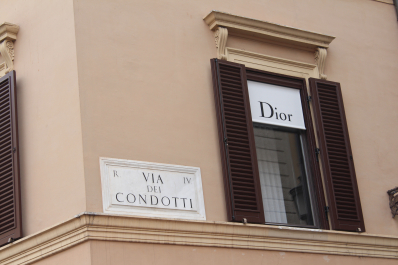 Dior
R. IV.
VIA
DEI
CONDOTTI